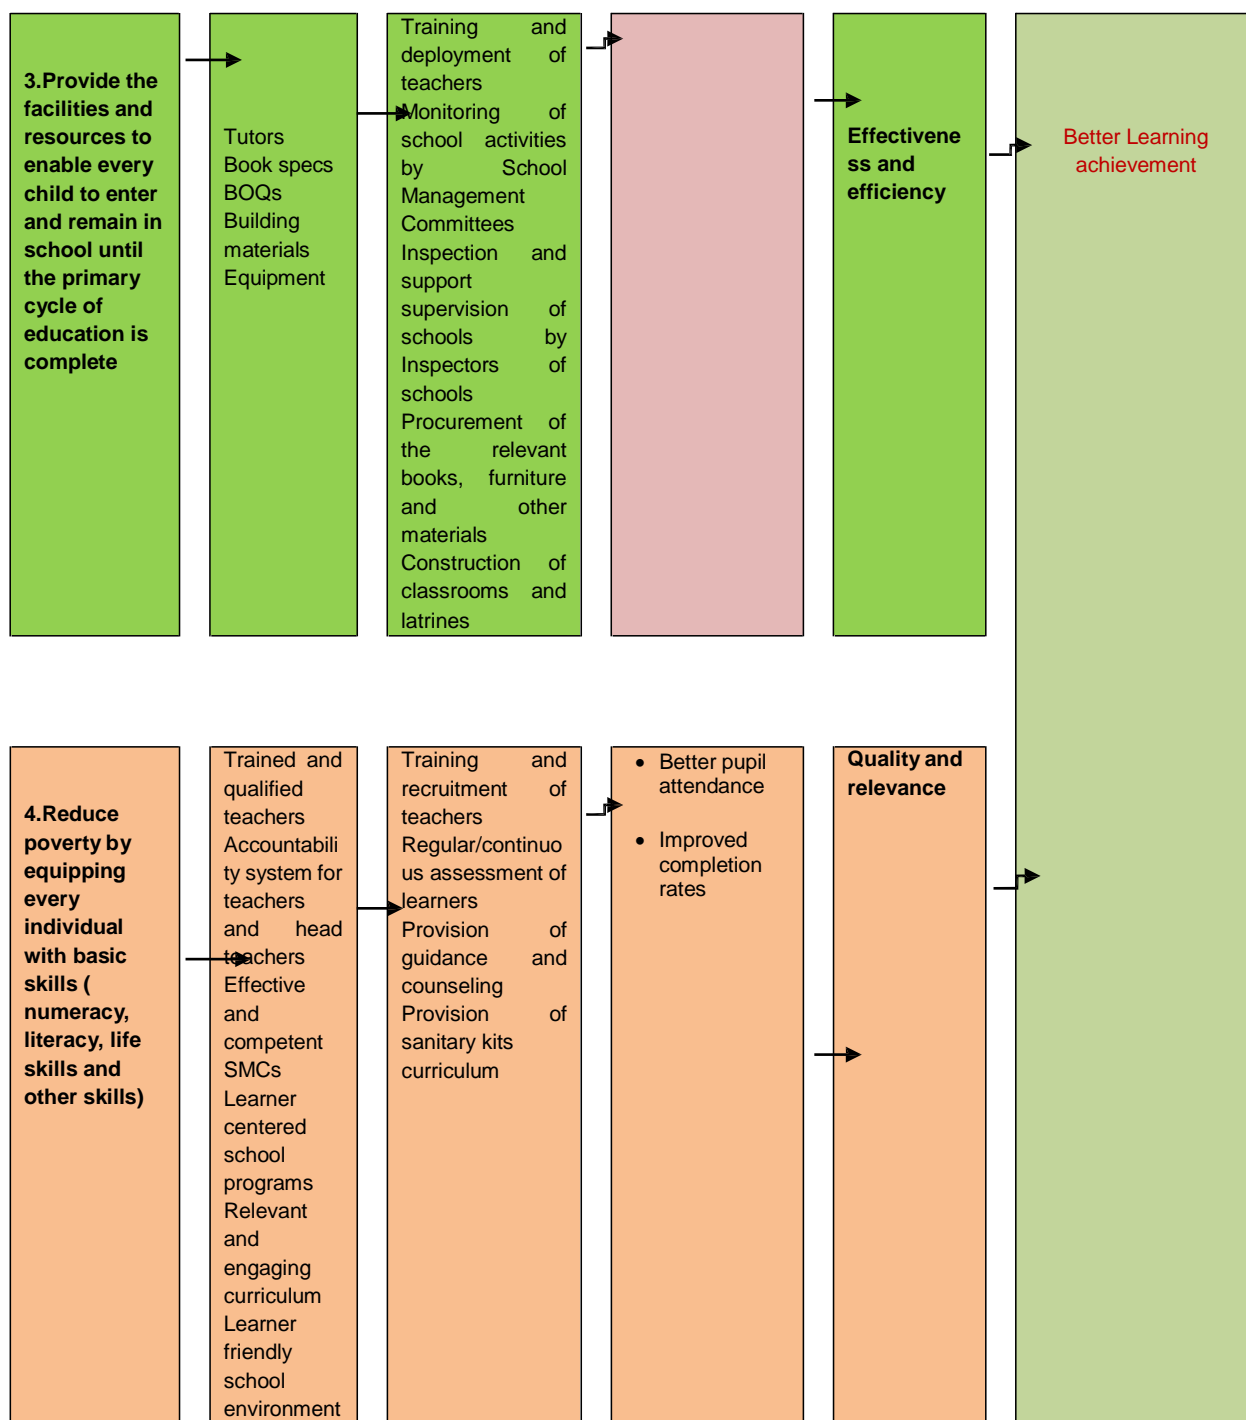 3.Provide the
facilities and
resources to
enable every
child to enter
and remain in
school until
the primary
cycle of
education is
complete
Tutors
Book specs
BOQs
Building
materials
Equipment
Training and
deployment of
teachers
Monitoring of
school activities
by School
Management
Committees
Inspection and
support
supervision of
schools by
Inspectors of
schools
Procurement of
the relevant
books, furniture
and other
materials
Construction of
classrooms and
latrines
Effectivene
ss and
efficiency
Better Learning
achievement
4.Reduce
poverty by
equipping
every
individual
with basic
skills (
numeracy,
literacy, life
skills and
other skills)
Trained and
qualified
teachers
Accountabili
ty system for
teachers
and head
teachers
Effective
and
competent
SMCs
Learner
centered
school
programs
Relevant
and
engaging
curriculum
Learner
friendly
school
environment
Training and
recruitment of
teachers
Regular/continuo
us assessment of
learners
Provision of
guidance and
counseling
Provision of
sanitary kits
curriculum
• Better pupil
attendance
• Improved
completion
rates
Quality and
relevance